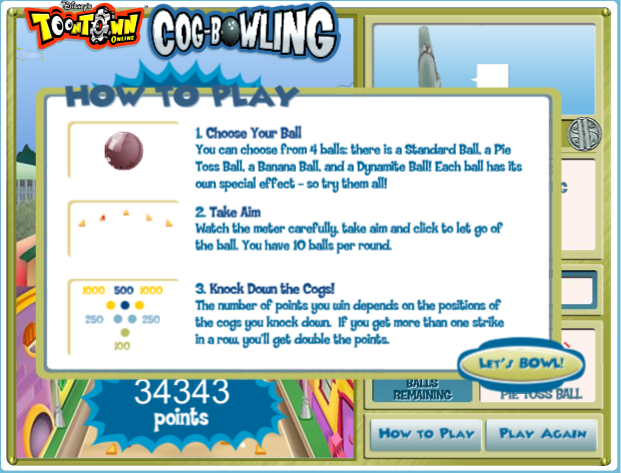 Disney's
TOONTOWN
ONLINE
COG-BOWLING
HOW TO PLAY
1. Choose Your Ball
You can choose from 4 balls: there is a Standard Ball, a Pie
Toss Ball, a Banana Ball, and a Dynamite Ball! Each ball has its
own special effect - so try them all!
2. Take Aim
Watch the meter carefully, take aim and click to let go of
the ball. You have 10 balls per round.
1000 500 1000
250 250
100
3. Knock Down the Cogs!
The number of points you win depends on the positions of
the cogs you knock down. If you get more than one strike
in a row, you'll get double the points.
LET'S BOWL!
34343
points
BALLS
REMAINING
PIE TOSS BALL
HOW TO PLAY
PLAY AGAIN